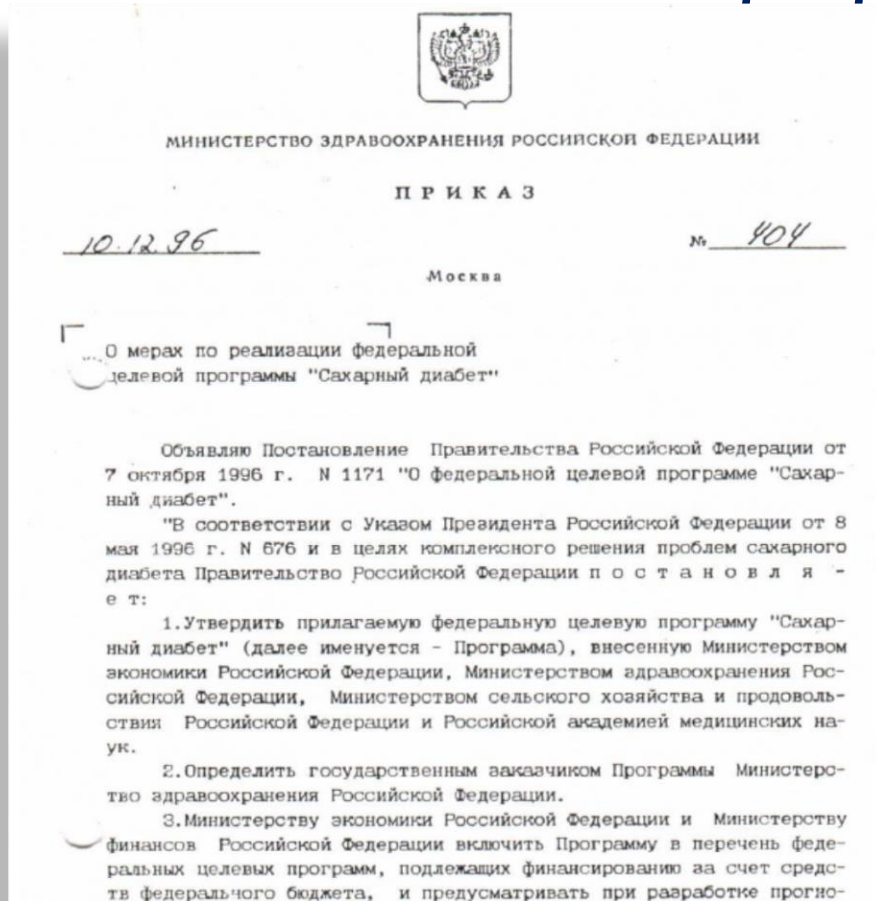 МИНИСТЕРСТВО ЗДРАВООХРАНЕНИЯ РОССИЙСКОЙ ФЕДЕРАЦИИ
П Р И К А З
10.12.96
№ 404
Москва
О мерах по реализации федеральной
целевой программы "Сахарный диабет"
Объявляю Постановление Правительства Российской Федерации от
7 октября 1996 г. N 1171 "О федеральной целевой программе "Сахар-
ный диабет".
"В соответствии с Указом Президента Российской Федерации от 8
мая 1996 г. N 676 и в целях комплексного решения проблем сахарного
диабета Правительство Российской Федерации п о с т а н о в л я -
е т:
1.Утвердить прилагаемую федеральную целевую программу "Сахар-
ный диабет" (далее именуется - Программа), внесенную Министерством
экономики Российской Федерации, Министерством здравоохранения Рос-
сийской Федерации, Министерством сельского хозяйства и продоволь-
ствия Российской Федерации и Российской академией медицинских на-
ук.
2.Определить государственным заказчиком Программы Министерс-
тво здравоохранения Российской Федерации.
3.Министерству экономики Российской Федерации и Министерству
финансов Российской Федерации включить Программу в перечень феде-
ральных целевых программ, подлежащих финансированию за счет средс-
тв федерального бюджета, и предусматривать при разработке прогно-